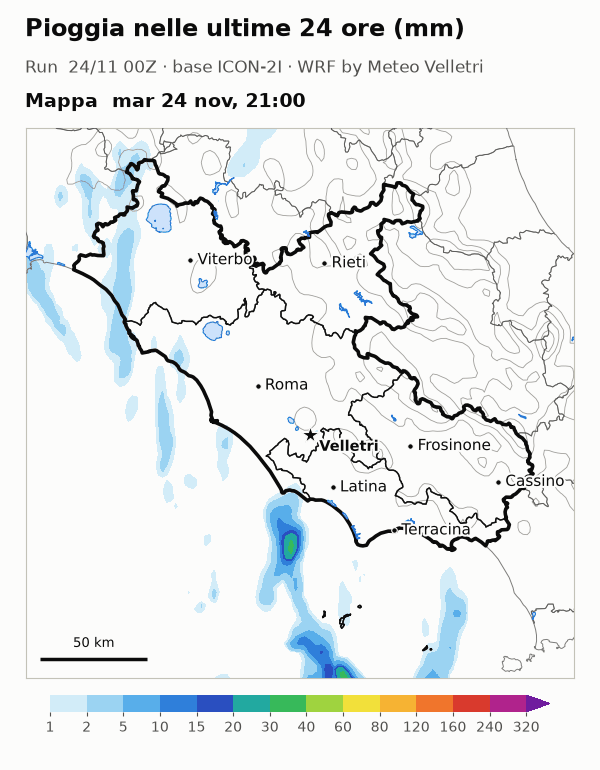 Pioggia nelle ultime 24 ore (mm)
Run 24/11 00Z · base ICON-2I · WRF by Meteo Velletri
Mappa mar 24 nov, 21:00
Viterbo
Rieti
Roma
Velletri
Frosinone
Latina
Cassino
Terracina
50 km
1 2 5 10 15 20 30 40 60 80 120 160 240 320